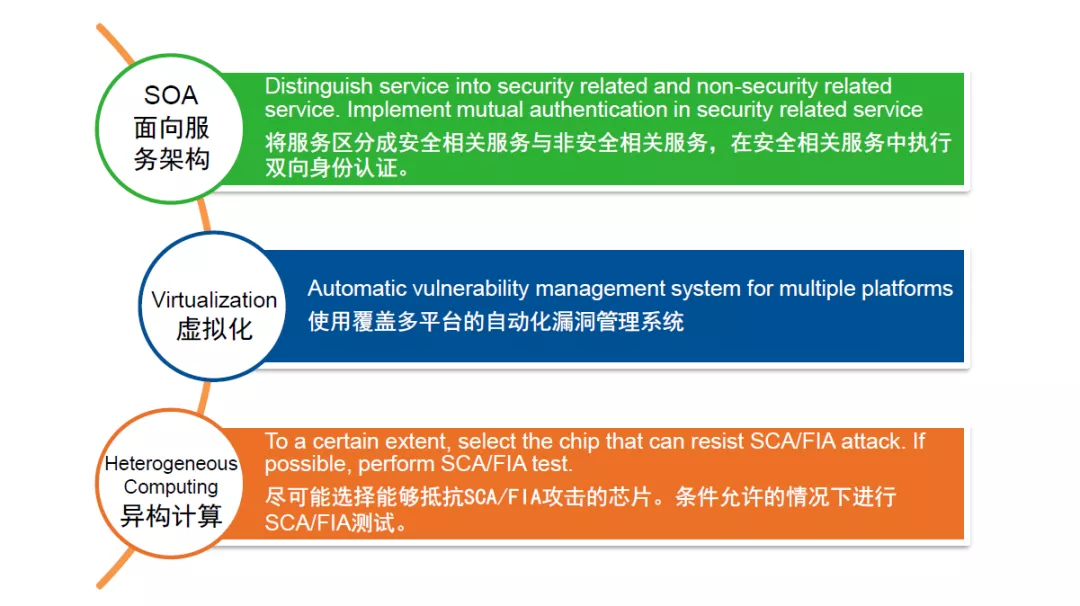 SOA
面向服
务架构
Distinguish service into security related and non-security related
service. Implement mutual authentication in security related service
将服务区分成安全相关服务与非安全相关服务，在安全相关服务中执行
双向身份认证。
Virtualization
虚拟化
Automatic vulnerability management system for multiple platforms
使用覆盖多平台的自动化漏洞管理系统
Heterogeneous
Computing
异构计算
To a certain extent, select the chip that can resist SCA/FIA attack. If
possible, perform SCA/FIA test.
尽可能选择能够抵抗SCA/FIA攻击的芯片。条件允许的情况下进行
SCA/FIA测试。